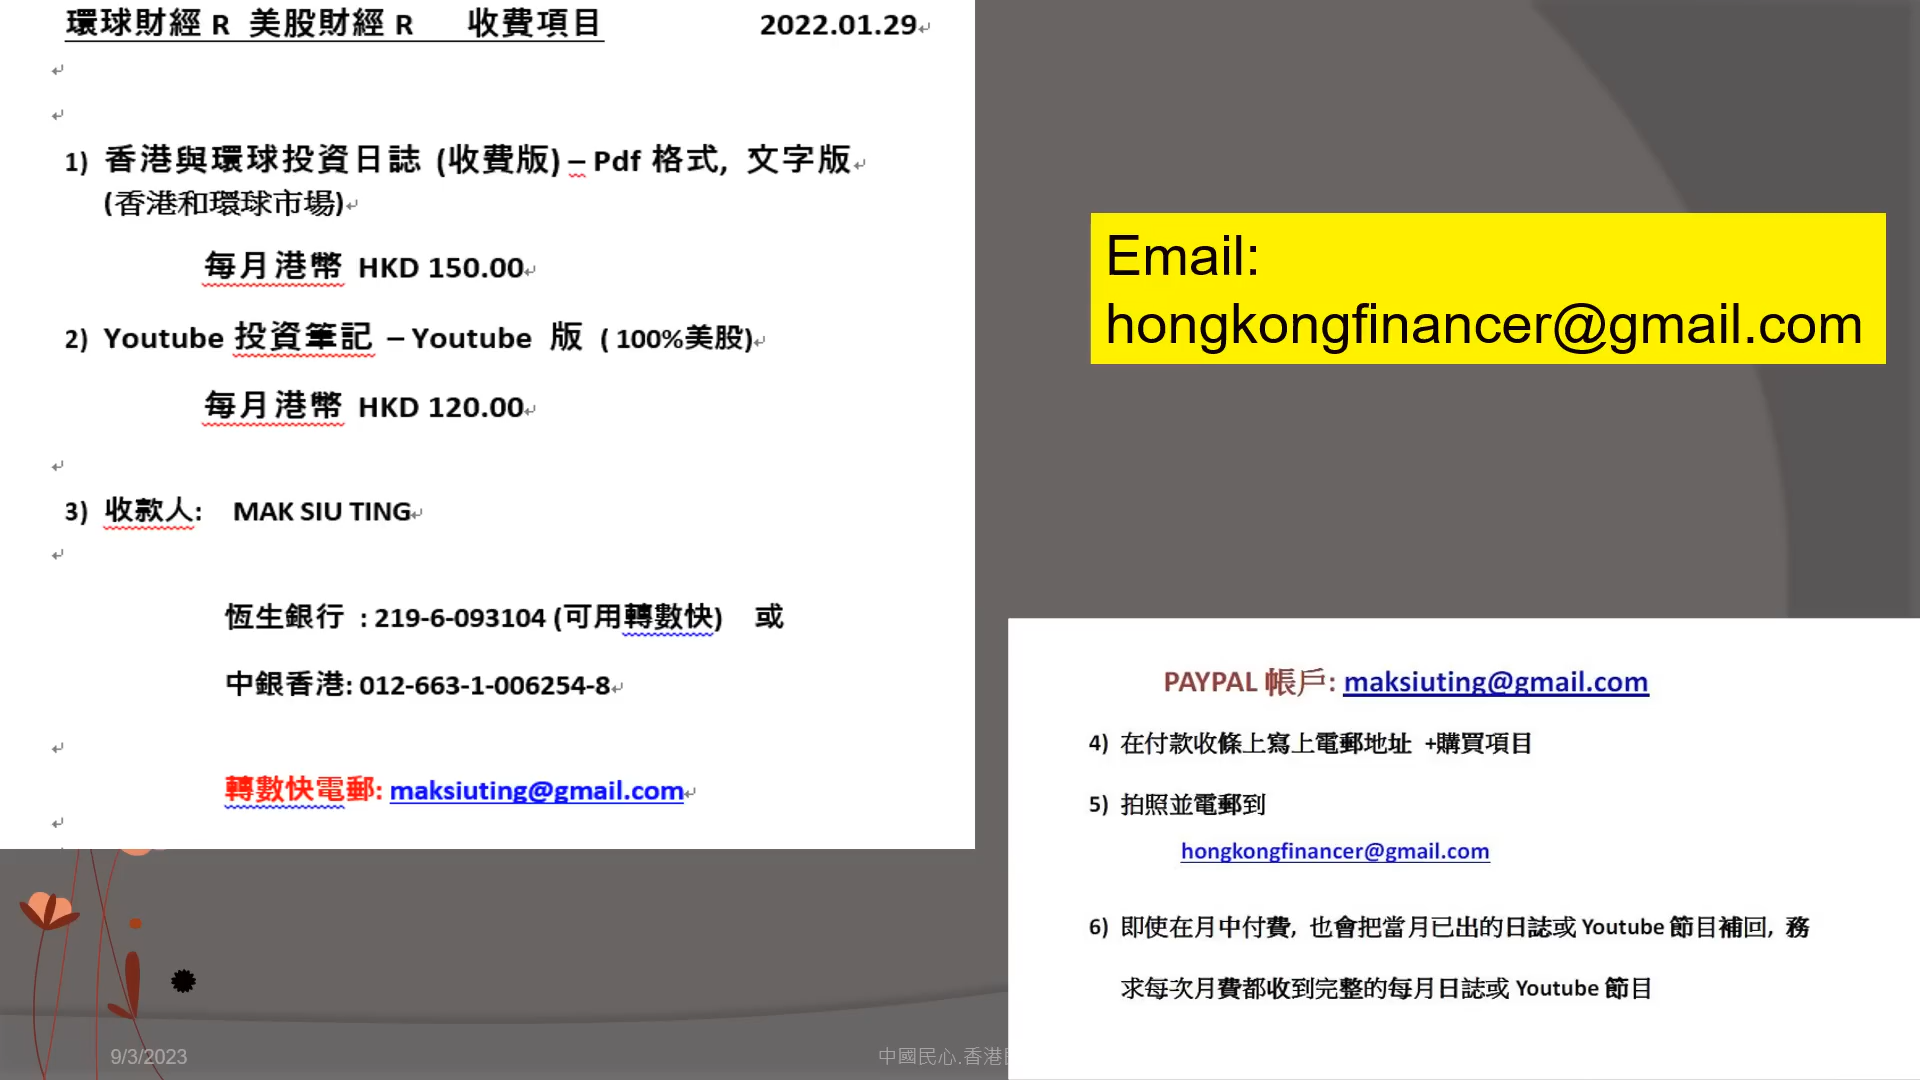 環球財經 R 美股財經 R 收費項目 2022.01.29
1) 香港與環球投資日誌 (收費版) – Pdf 格式, 文字版
(香港和環球市場)
每月港幣 HKD 150.00
2) Youtube 投資筆記 – Youtube 版 ( 100%美股)
每月港幣 HKD 120.00
3) 收款人: MAK SIU TING
恆生銀行 : 219-6-093104 (可用轉數快) 或
中銀香港: 012-663-1-006254-8
轉數快電郵: maksiuting@gmail.com
Email:
hongkongfinancer@gmail.com
PAYPAL 帳戶: maksiuting@gmail.com
4) 在付款收條上寫上電郵地址 +購買項目
5) 拍照並電郵到
hongkongfinancer@gmail.com
6) 即使在月中付費, 也會把當月已出的日誌或 Youtube 節目補回, 務
求每次月費都收到完整的每月日誌或 Youtube 節目
9/3/2023
中國民心.香港